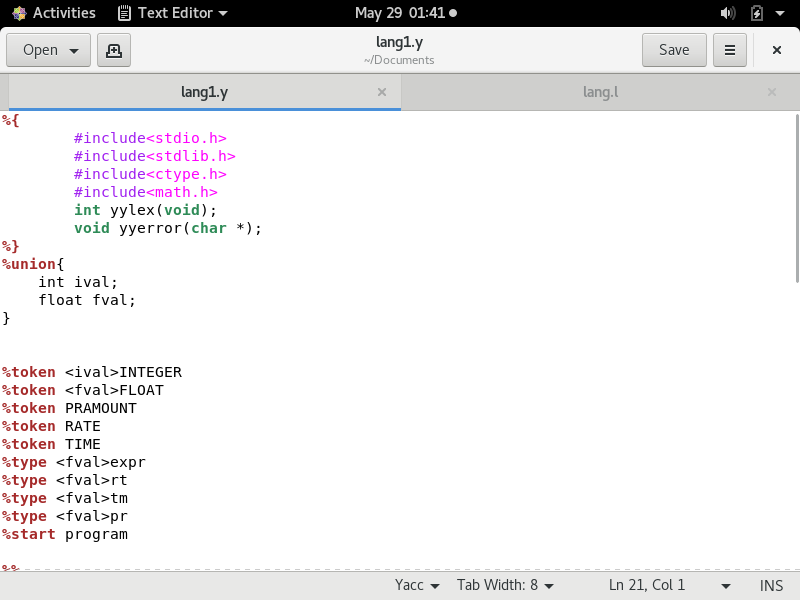 Activities Text Editor May 29 01:41
Open lang1.y Save
~/Documents
lang1.y lang.l
%{
#include<stdio.h>
#include<stdlib.h>
#include<ctype.h>
#include<math.h>
int yylex(void);
void yyerror(char *);
%}
%union{
int ival;
float fval;
}
%token <ival>INTEGER
%token <fval>FLOAT
%token PRAMOUNT
%token RATE
%token TIME
%type <fval>expr
%type <fval>rt
%type <fval>tm
%type <fval>pr
%start program
%%
Yacc Tab Width: 8 Ln 21, Col 1 INS